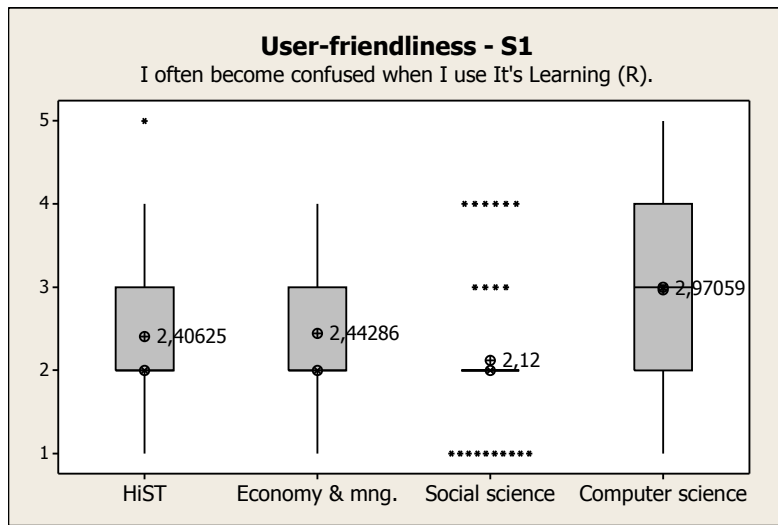 User-friendliness - S1
I often become confused when I use It's Learning (R).
5
4
3
2
1
2,40625
2,44286
2,12
2,97059
HiST
Economy & mng.
Social science
Computer science